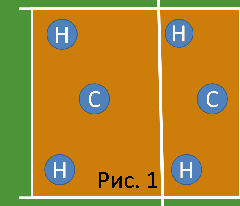 Н Н
С С
Н Н
Рис. 1